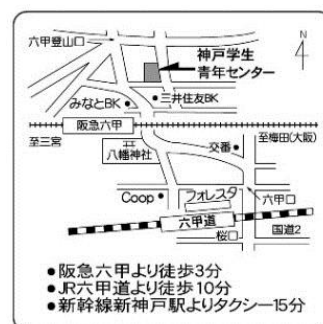 六甲登山口
N
神戸学生
青年センター
三井住友BK
みなとBK
至三宮
阪急六甲
至梅田(大阪)
八幡神社
交番
Coop
フォレスタ
六甲口
六甲道
桜口
国道2
●阪急六甲より徒歩3分
●JR六甲道より徒歩10分
●新幹線新神戸駅よりタクシー15分